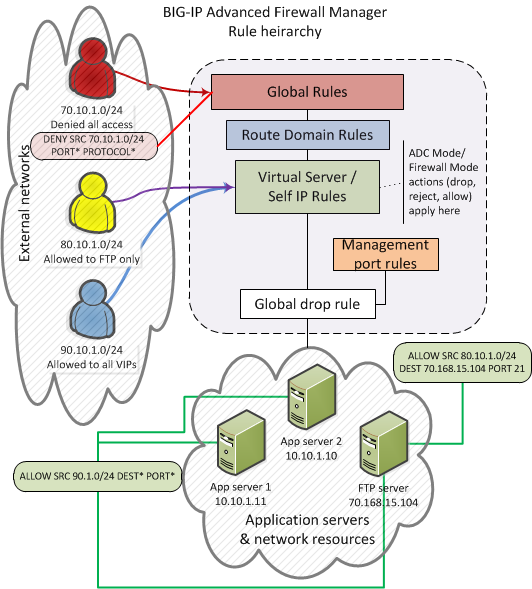 BIG-IP Advanced Firewall Manager
Rule heirarchy
External networks
70.10.1.0/24
Denied all access
DENY SRC 70.10.1.0/24
PORT* PROTOCOL*
80.10.1.0/24
Allowed to FTP only
90.10.1.0/24
Allowed to all VIPs
Global Rules
Route Domain Rules
Virtual Server /
Self IP Rules
ADC Mode/
Firewall Mode
actions (drop,
reject, allow)
apply here
Management
port rules
Global drop rule
ALLOW SRC 80.10.1.0/24
DEST 70.168.15.104 PORT 21
ALLOW SRC 90.1.0/24 DEST* PORT*
App server 2
10.10.1.10
App server 1
10.10.1.11
FTP server
70.168.15.104
Application servers
& network resources